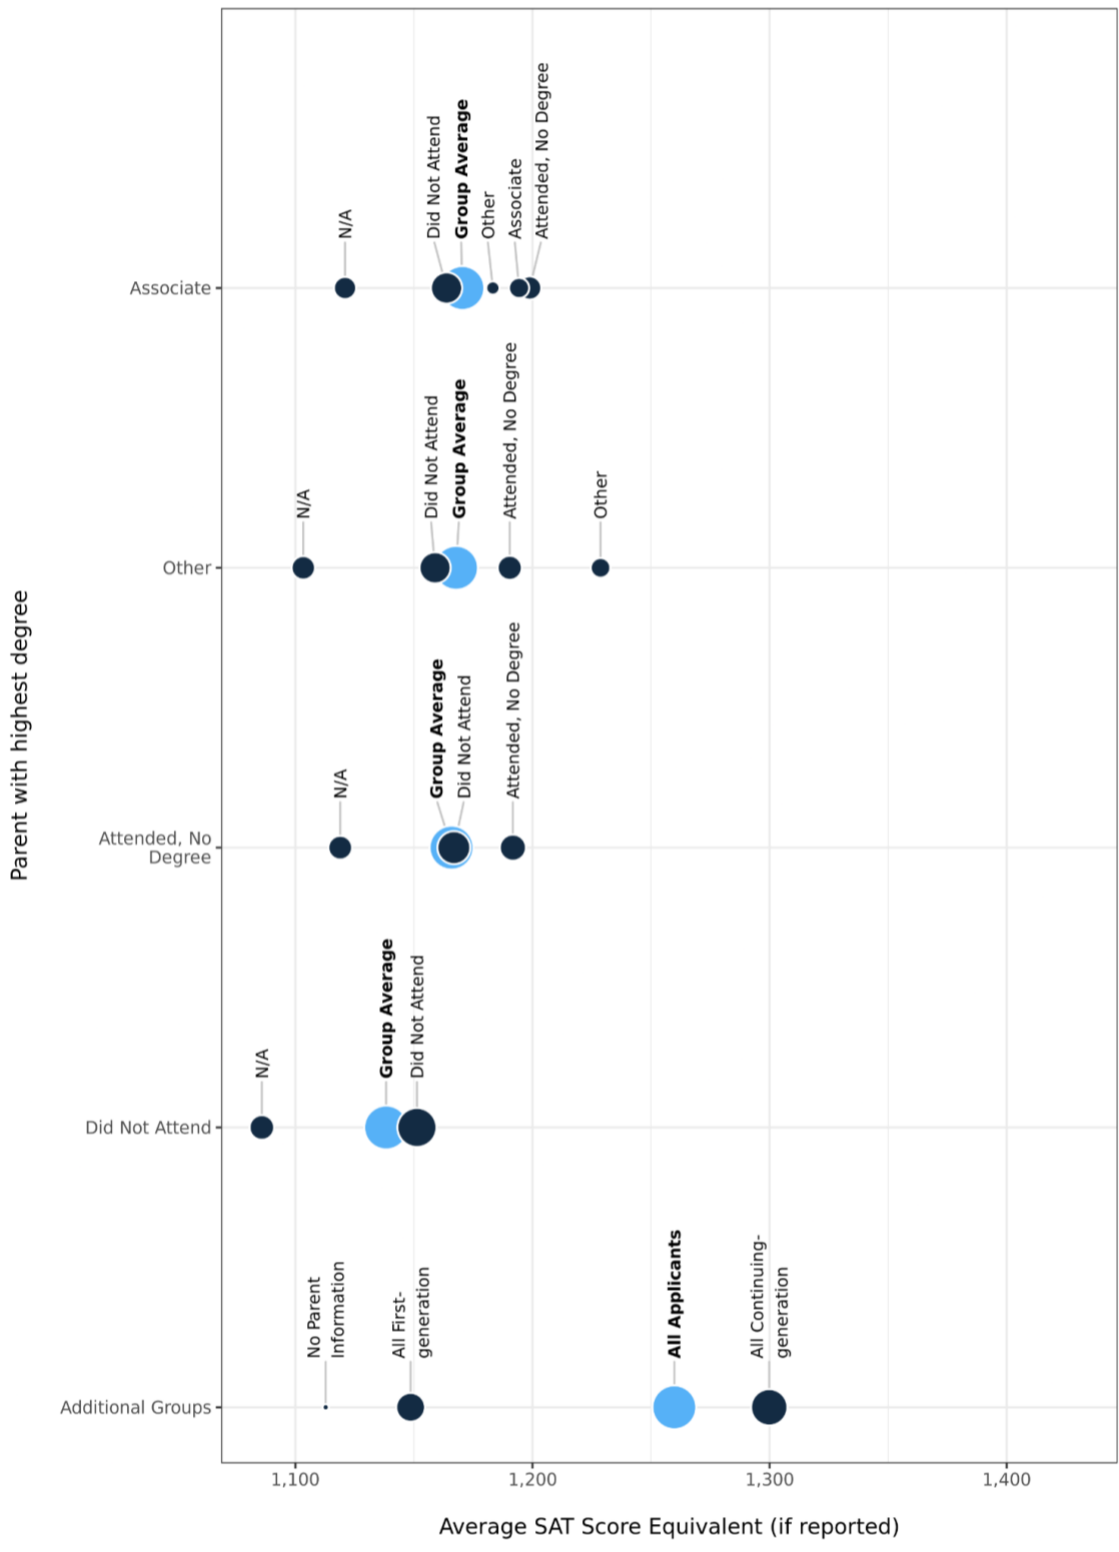 Parent with highest degree
Associate
N/A
Did Not Attend
Group Average
Other
Associate
Attended, No Degree
Other
N/A
Did Not Attend
Group Average
Attended, No Degree
Other
Attended, No
Degree
N/A
Group Average
Did Not Attend
Attended, No Degree
Did Not Attend
N/A
Group Average
Did Not Attend
Additional Groups
No Parent
Information
All First-
generation
All Applicants
All Continuing-
generation
1,100
1,200
1,300
1,400
Average SAT Score Equivalent (if reported)